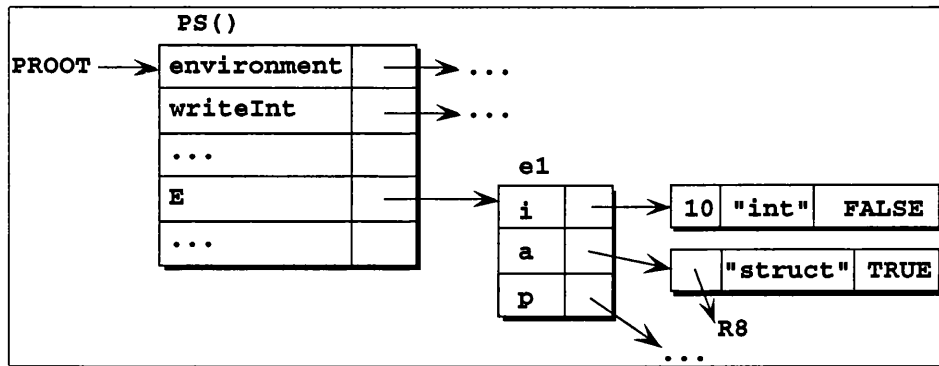 PS()
PROOT
environment
...
writeInt
...
...
E
...
e1
i
10 "int" FALSE
a
"struct" TRUE
p
R8
...